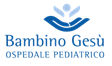 Bambino Gesù
OSPEDALE PEDIATRICO